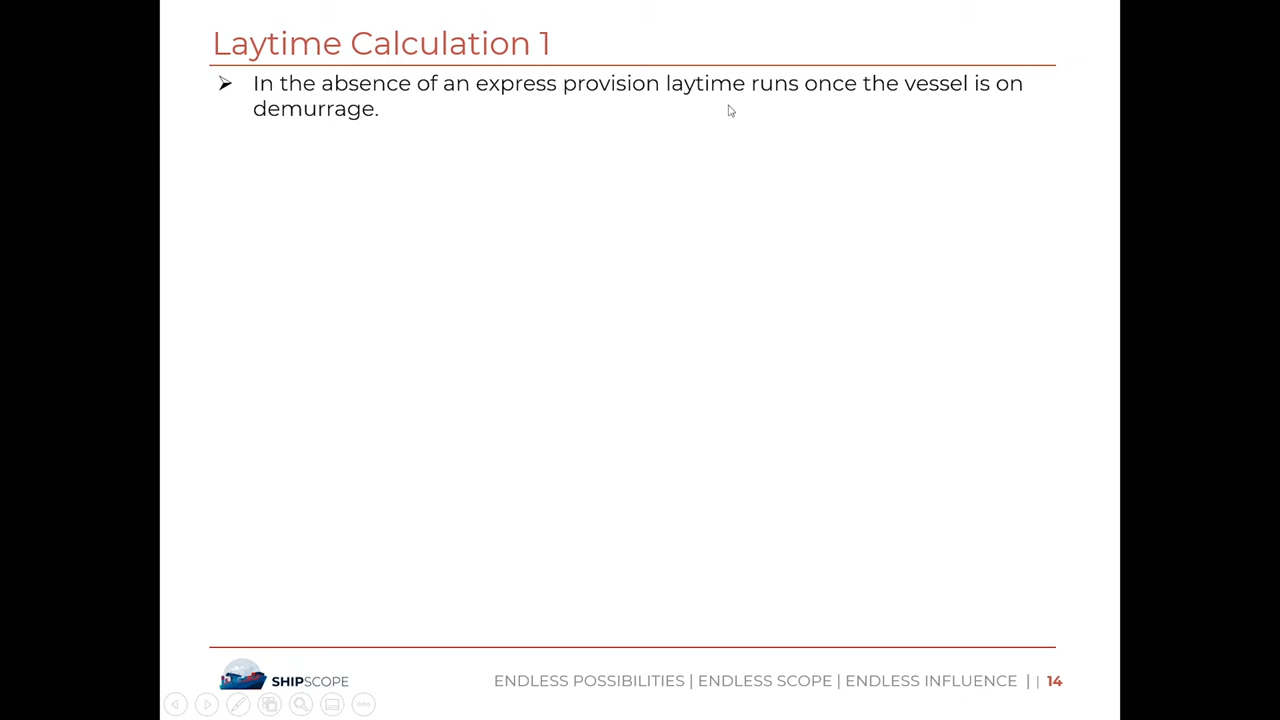 Laytime Calculation 1
➢ In the absence of an express provision laytime runs once the vessel is on
demurrage.
SHIPSCOPE
ENDLESS POSSIBILITIES | ENDLESS SCOPE | ENDLESS INFLUENCE | | 14